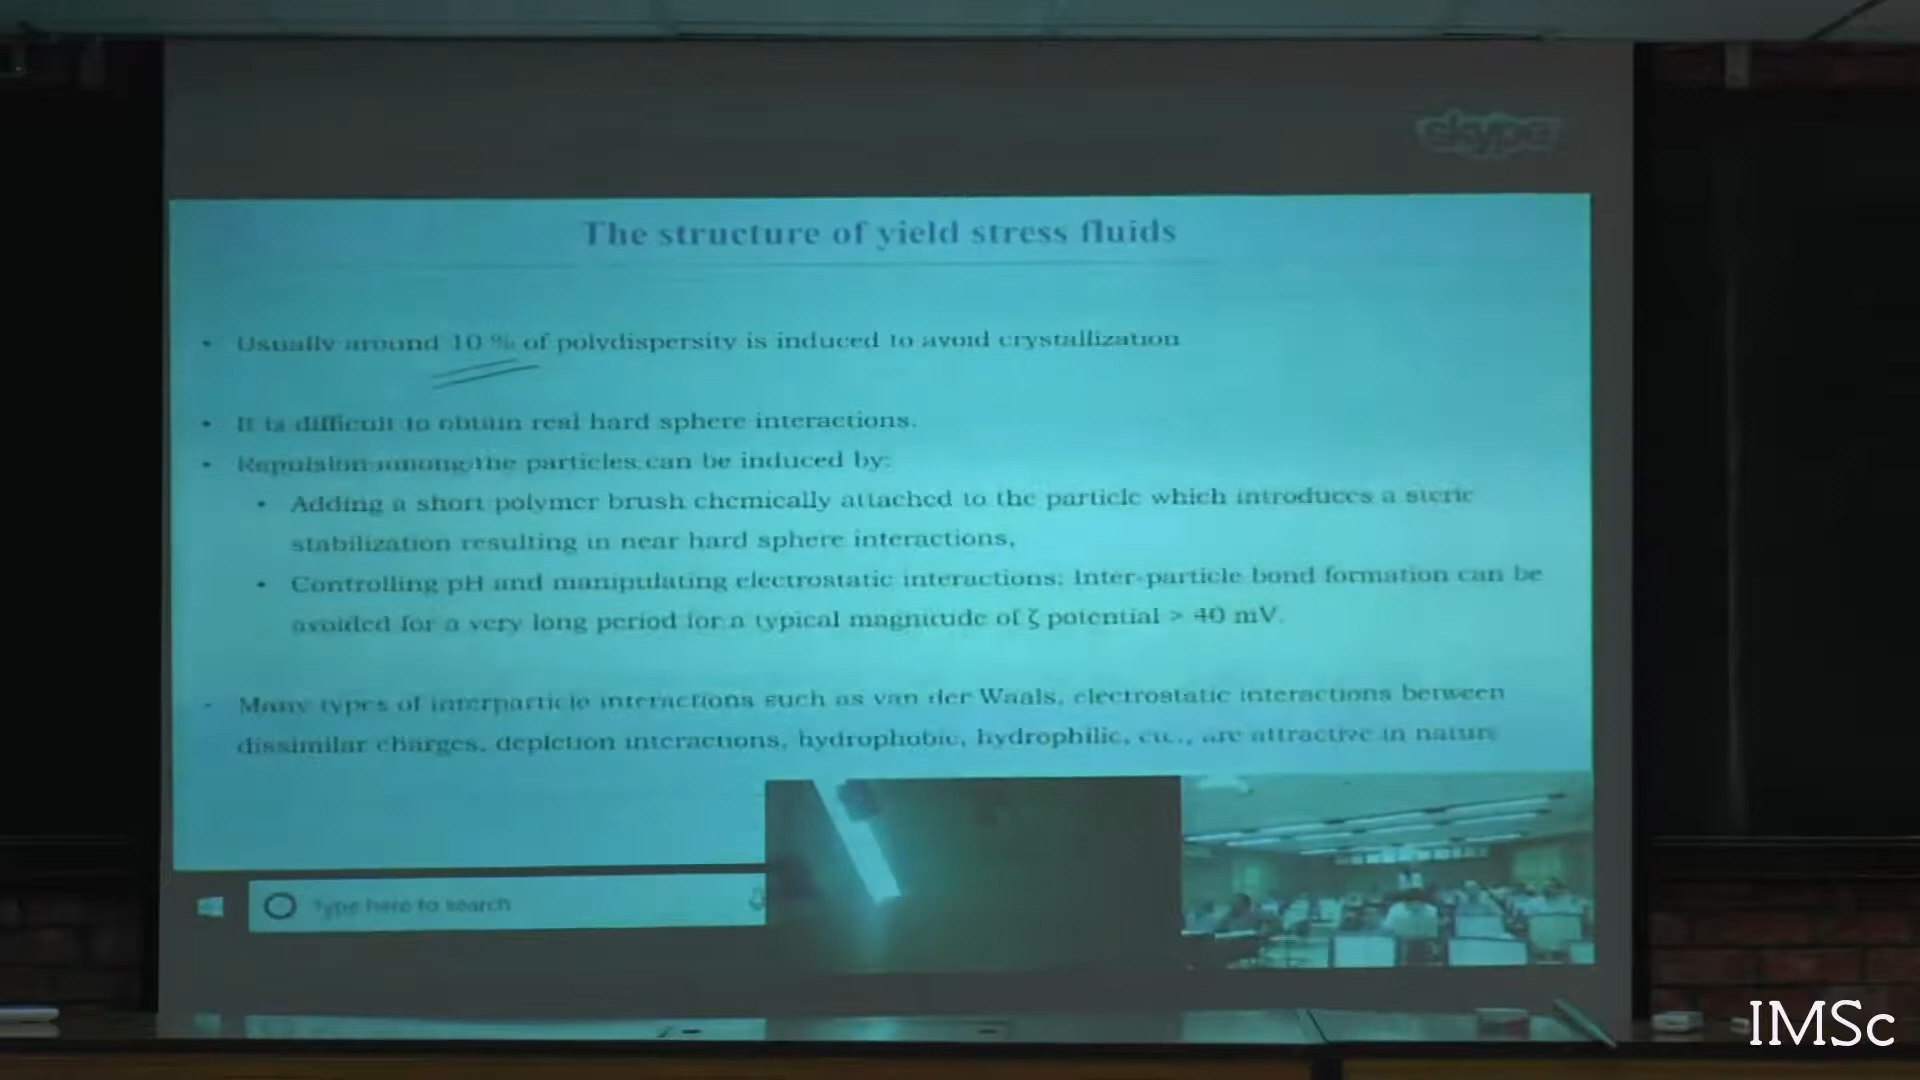 skype
The structure of yield stress fluids
• Usually around 10 % of polydispersity is induced to avoid crystallization
• It is difficult to obtain real hard sphere interactions.
• Repulsion among the particles can be induced by:
• Adding a short polymer brush chemically attached to the particle which introduces a steric
stabilization resulting in near hard sphere interactions,
• Controlling pH and manipulating electrostatic interactions: Inter-particle bond formation can be
avoided for a very long period for a typical magnitude of ζ potential > 40 mV.
• Many types of interparticle interactions such as van der Waals, electrostatic interactions between
dissimilar charges, depletion interactions, hydrophobic, hydrophilic, etc., are attractive in nature
Type here to search
IMSc